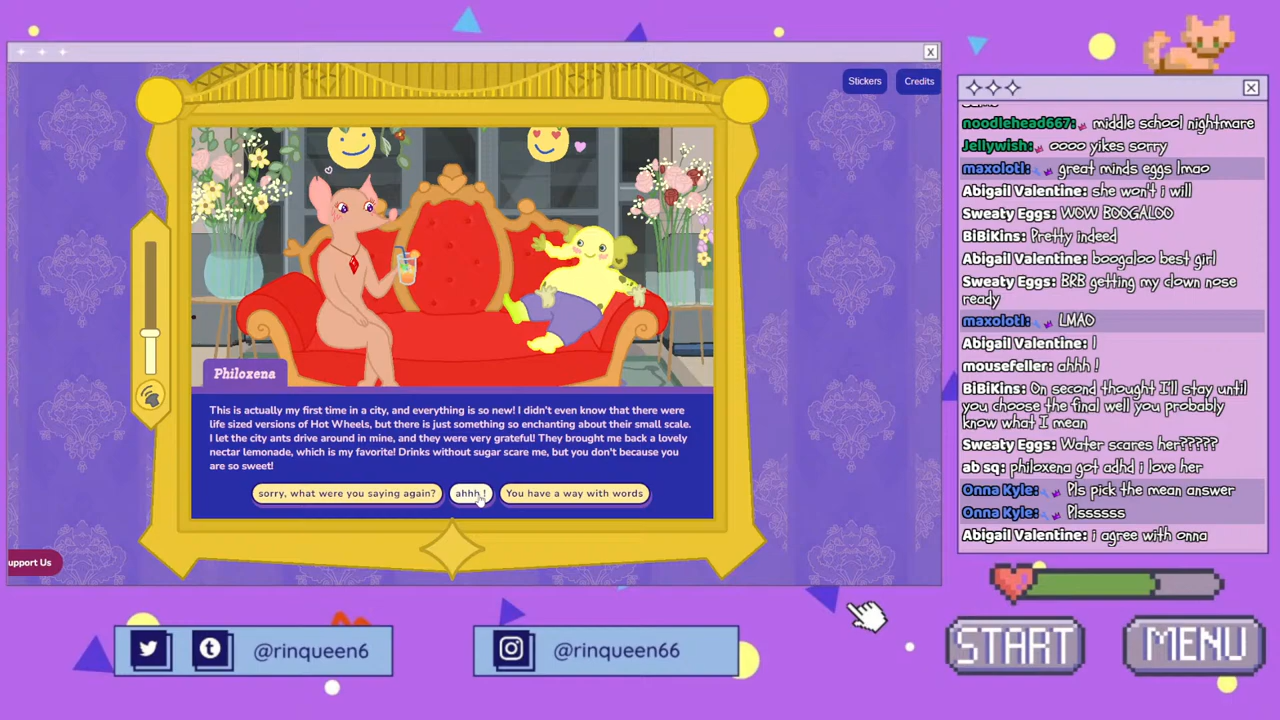 Stickers
Credits
Philoxena
This is actually my first time in a city, and everything is so new! I didn't even know that there were
life sized versions of Hot Wheels, but there is just something so enchanting about their small scale.
I let the city ants drive around in mine, and they were very grateful! They brought me back a lovely
nectar lemonade, which is my favorite! Drinks without sugar scare me, but you don't because you
are so sweet!
sorry, what were you saying again?
ahhh !
You have a way with words
upport Us
noodlehead667: middle school nightmare
Jellywish: oooo yikes sorry
maxolotl: great minds eggs lmao
Abigail Valentine: she won't i will
Sweaty Eggs: WOW BOOGALOO
BiBiKins: Pretty indeed
Abigail Valentine: boogaloo best girl
Sweaty Eggs: BRB getting my clown nose
ready
maxolotl: LMAO
Abigail Valentine: !
mousefeller: ahhh !
BiBiKins: On second thought I'll stay until
you choose the final well you probably
know what I mean
Sweaty Eggs: Water scares her?????
ab sq: philoxena got adhd i love her
Onna Kyle: Pls pick the mean answer
Onna Kyle: Plssssss
Abigail Valentine: i agree with onna
START
MENU
@rinqueen6
@rinqueen66